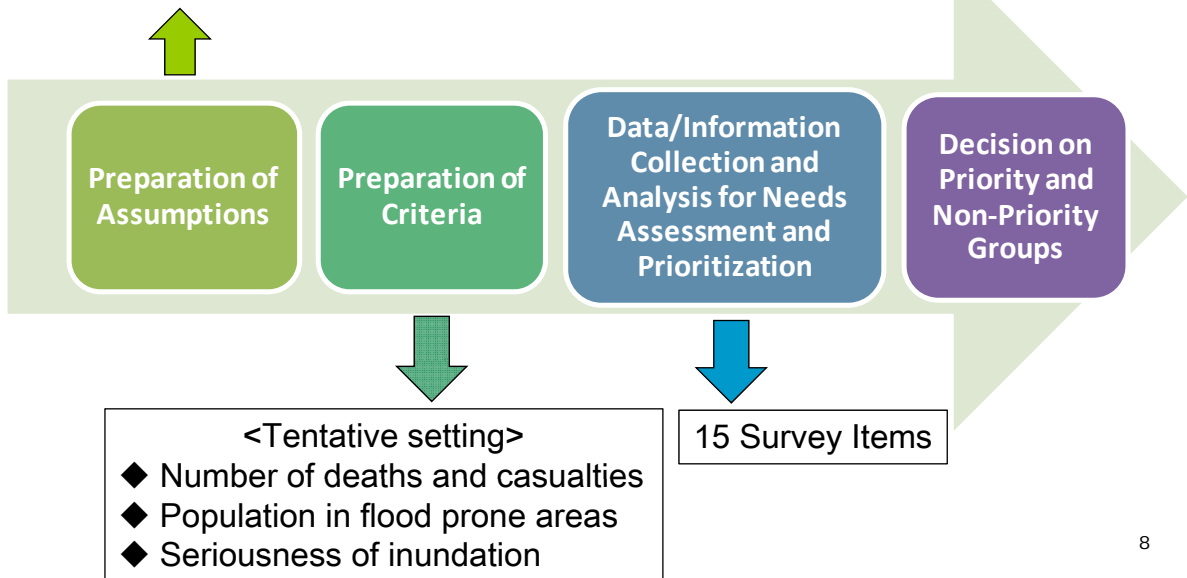 Preparation of
Assumptions
Preparation of
Criteria
Data/Information
Collection and
Analysis for Needs
Assessment and
Prioritization
Decision on
Priority and
Non-Priority
Groups
<Tentative setting>
◆ Number of deaths and casualties
◆ Population in flood prone areas
◆ Seriousness of inundation
15 Survey Items
8